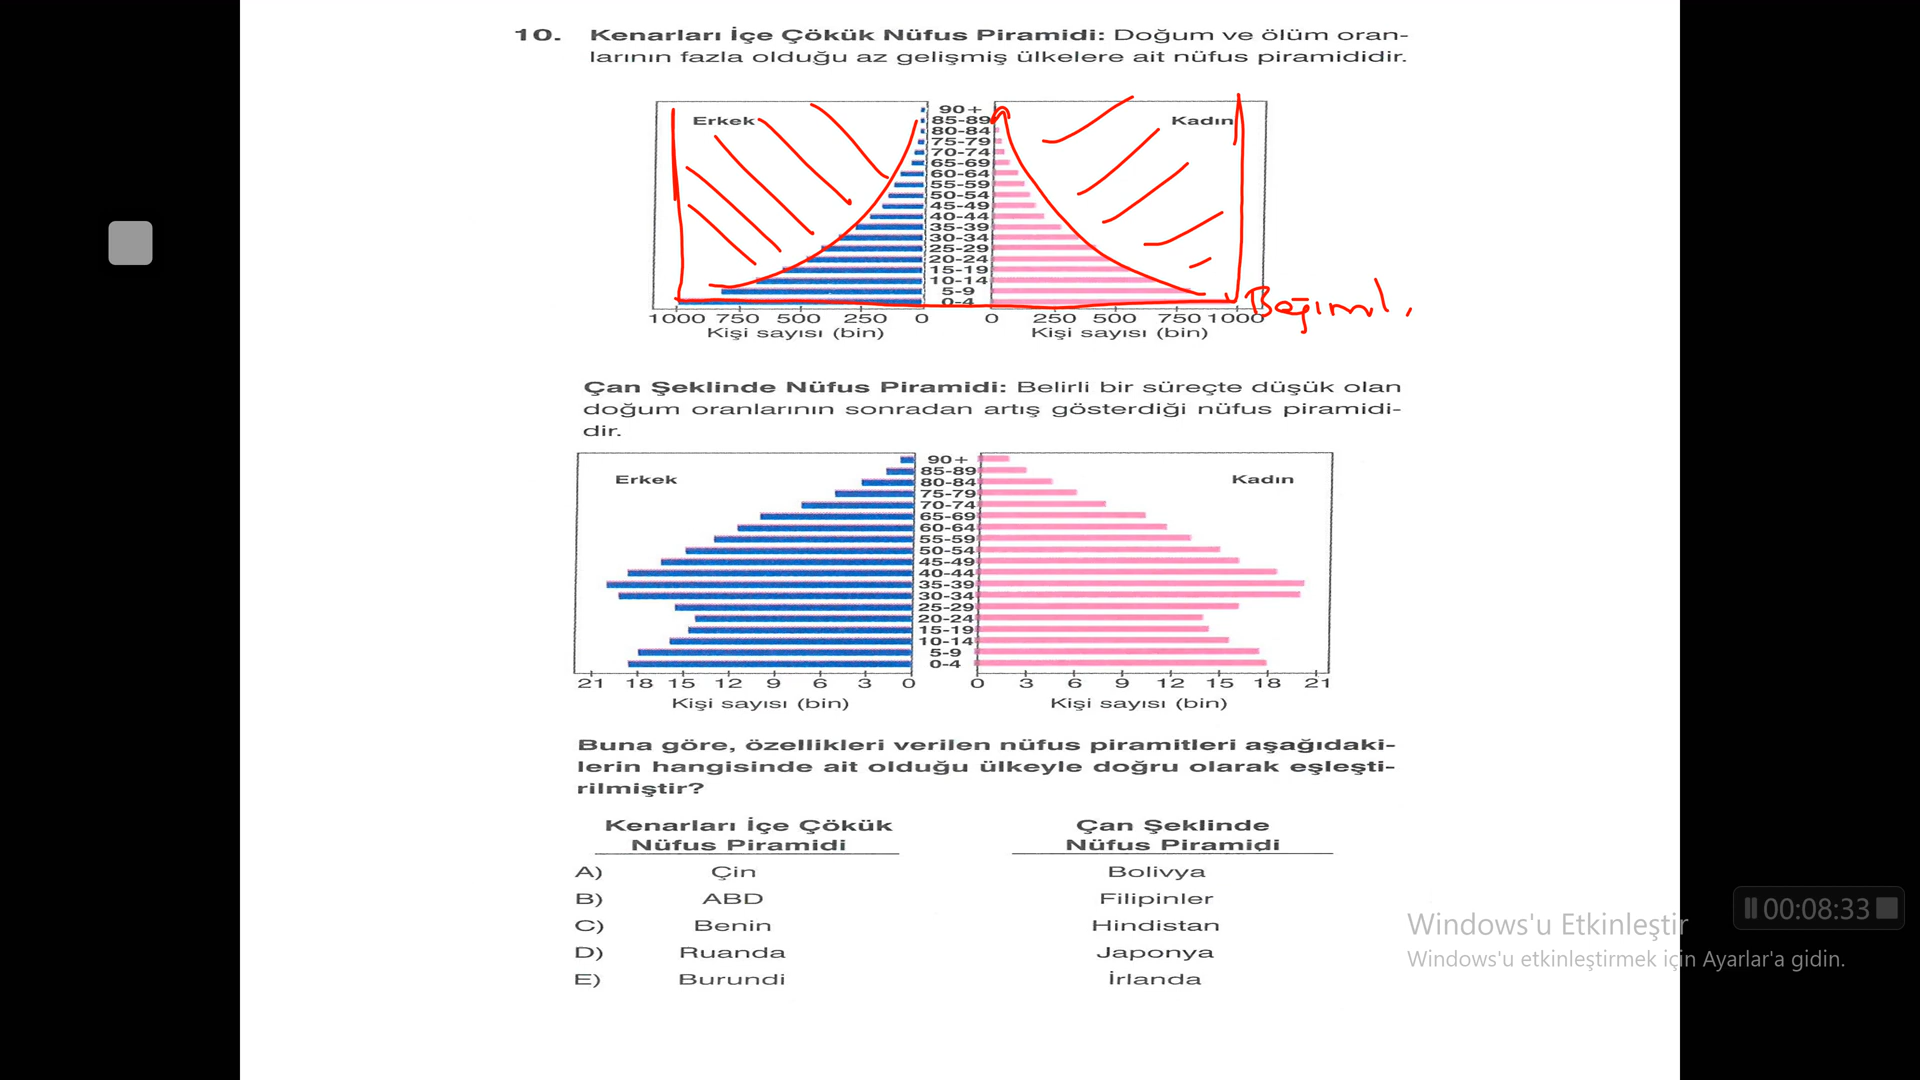 10. Kenarları İçe Çökük Nüfus Piramidi: Doğum ve ölüm oran-
larının fazla olduğu az gelişmiş ülkelere ait nüfus piramididir.
Erkek
Kadın
90+
85-89
80-84
75-79
70-74
65-69
60-64
55-59
50-54
45-49
40-44
35-39
30-34
25-29
20-24
15-19
10-14
5-9
0-4
1000 750 500 250 0
0 250 500 750 1000
Kişi sayısı (bin)
Kişi sayısı (bin)
Bağımlı.
Çan Şeklinde Nüfus Piramidi: Belirli bir süreçte düşük olan
doğum oranlarının sonradan artış gösterdiği nüfus piramidi-
dir.
Erkek
Kadın
90+
85-89
80-84
75-79
70-74
65-69
60-64
55-59
50-54
45-49
40-44
35-39
30-34
25-29
20-24
15-19
10-14
5-9
0-4
21 18 15 12 9 6 3 0
0 3 6 9 12 15 18 21
Kişi sayısı (bin)
Kişi sayısı (bin)
Buna göre, özellikleri verilen nüfus piramitleri aşağıdaki-
lerin hangisinde ait olduğu ülkeyle doğru olarak eşleşti-
rilmiştir?
Kenarları İçe Çökük Nüfus Piramidi
Çan Şeklinde Nüfus Piramidi
A) Çin Bolivya
B) ABD Filipinler
C) Benin Hindistan
D) Ruanda Japonya
E) Burundi İrlanda
00:08:33
Windows'u Etkinleştir
Windows'u etkinleştirmek için Ayarlar'a gidin.